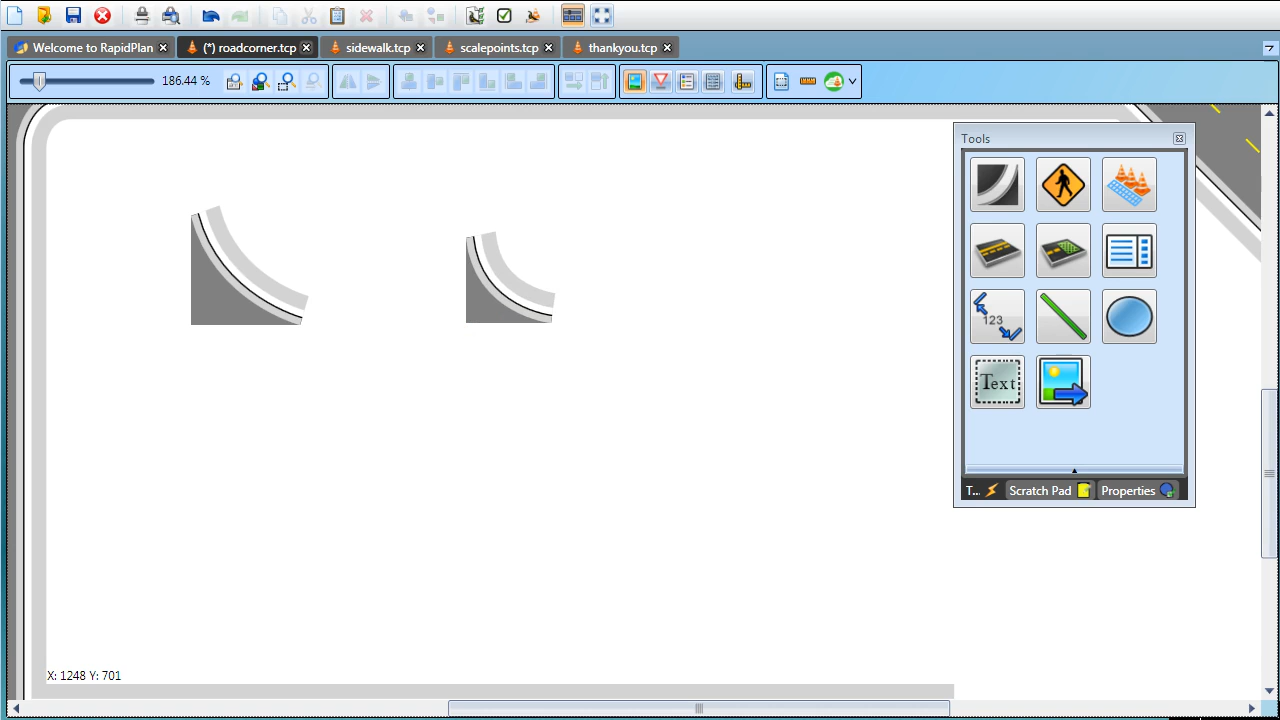 Welcome to RapidPlan
(*) roadcorner.tcp
sidewalk.tcp
scalepoints.tcp
thankyou.tcp
186.44 %
Tools
123
Text
T...
Scratch Pad
Properties
X: 1248 Y: 701